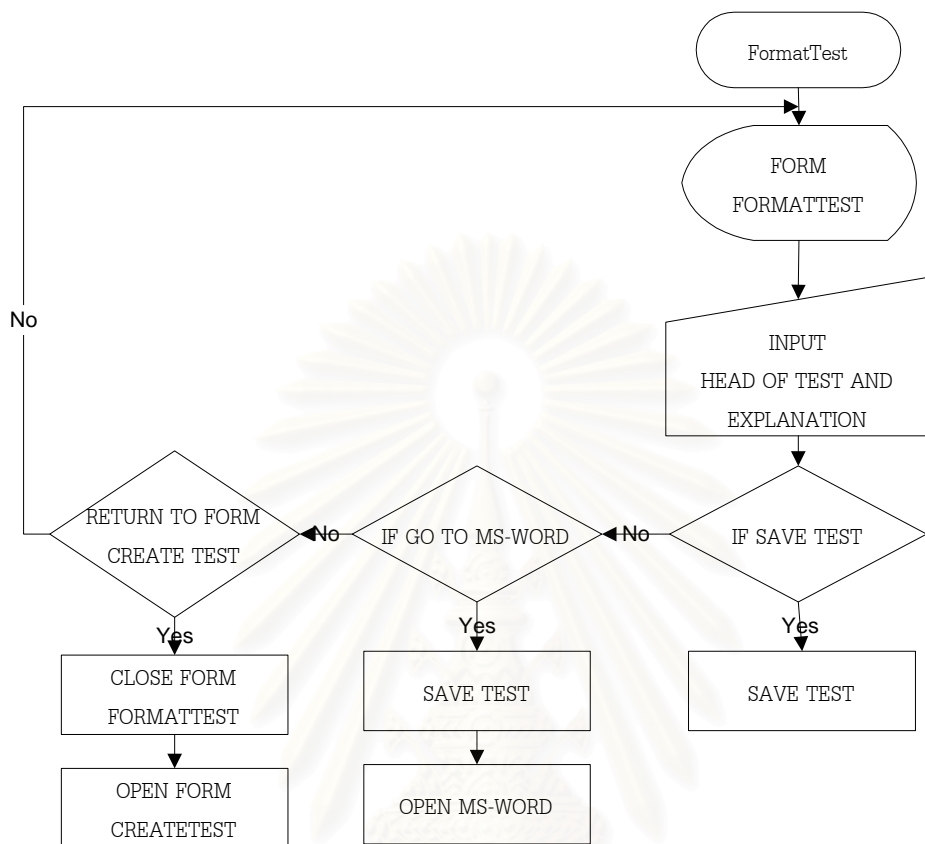 FormatTest
FORM
FORMATTEST
No
INPUT
HEAD OF TEST AND
EXPLANATION
RETURN TO FORM
CREATE TEST
No
IF GO TO MS-WORD
No
IF SAVE TEST
Yes
Yes
Yes
CLOSE FORM
FORMATTEST
SAVE TEST
SAVE TEST
OPEN FORM
CREATETEST
OPEN MS-WORD